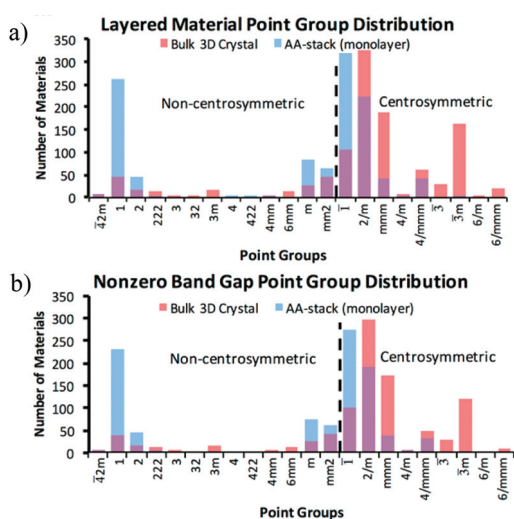 a)
Layered Material Point Group Distribution
Number of Materials
350
300
250
200
150
100
50
0
Bulk 3D Crystal
AA-stack (monolayer)
Non-centrosymmetric
Centrosymmetric
4̅2m
1
2
222
3
32
3m
4
422
4mm
6mm
m
mm2
1̅
2/m
mmm
4/m
4/mmm
3̅
3̅m
6/m
6/mmm
Point Groups
b)
Nonzero Band Gap Point Group Distribution
Number of Materials
350
300
250
200
150
100
50
0
Bulk 3D Crystal
AA-stack (monolayer)
Non-centrosymmetric
Centrosymmetric
4̅2m
1
2
222
3
32
3m
4
422
4mm
6mm
m
mm2
1̅
2/m
mmm
4/m
4/mmm
3̅
3̅m
6/m
6/mmm
Point Groups